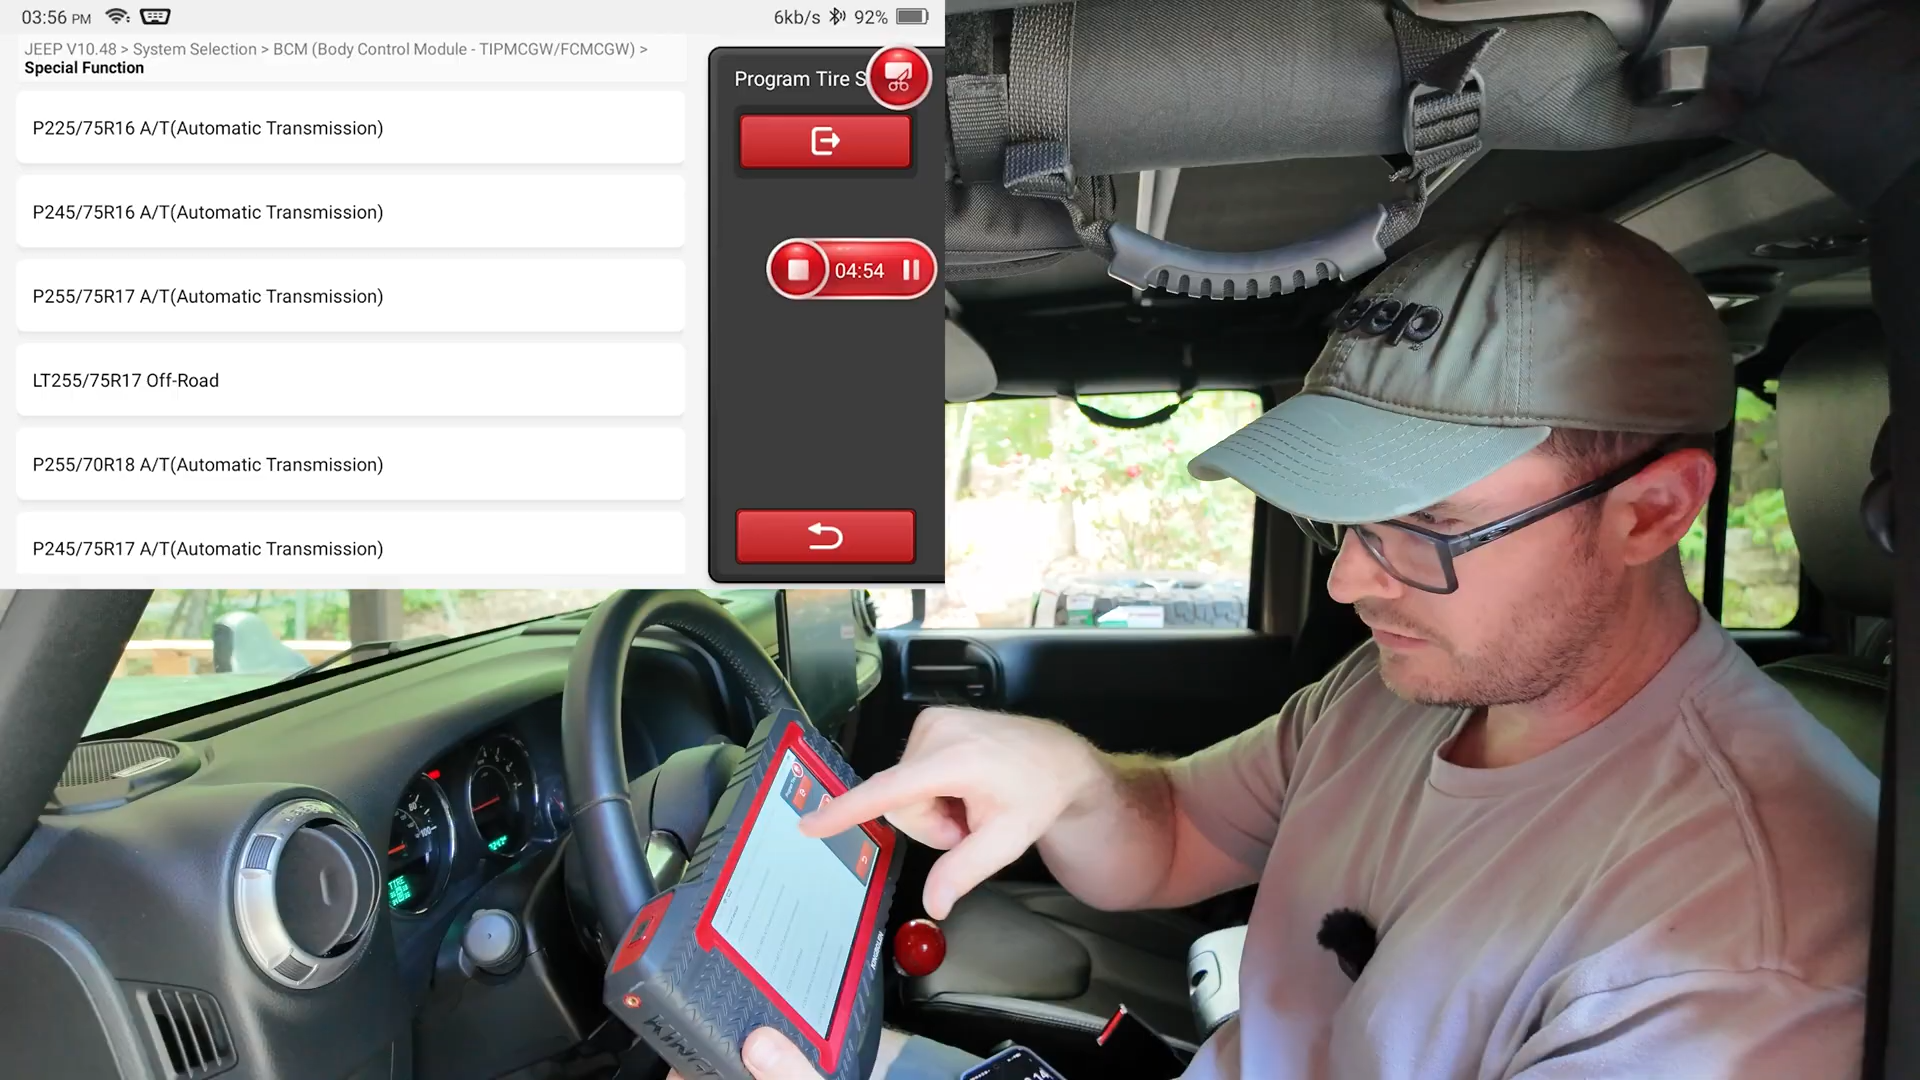 03:56 PM
6kb/s 92%
JEEP V10.48 > System Selection > BCM (Body Control Module - TIPMCGW/FCMCGW) >
Special Function
Program Tire S
P225/75R16 A/T(Automatic Transmission)
P245/75R16 A/T(Automatic Transmission)
P255/75R17 A/T(Automatic Transmission)
04:54
LT255/75R17 Off-Road
P255/70R18 A/T(Automatic Transmission)
P245/75R17 A/T(Automatic Transmission)
Jeep
TIRE